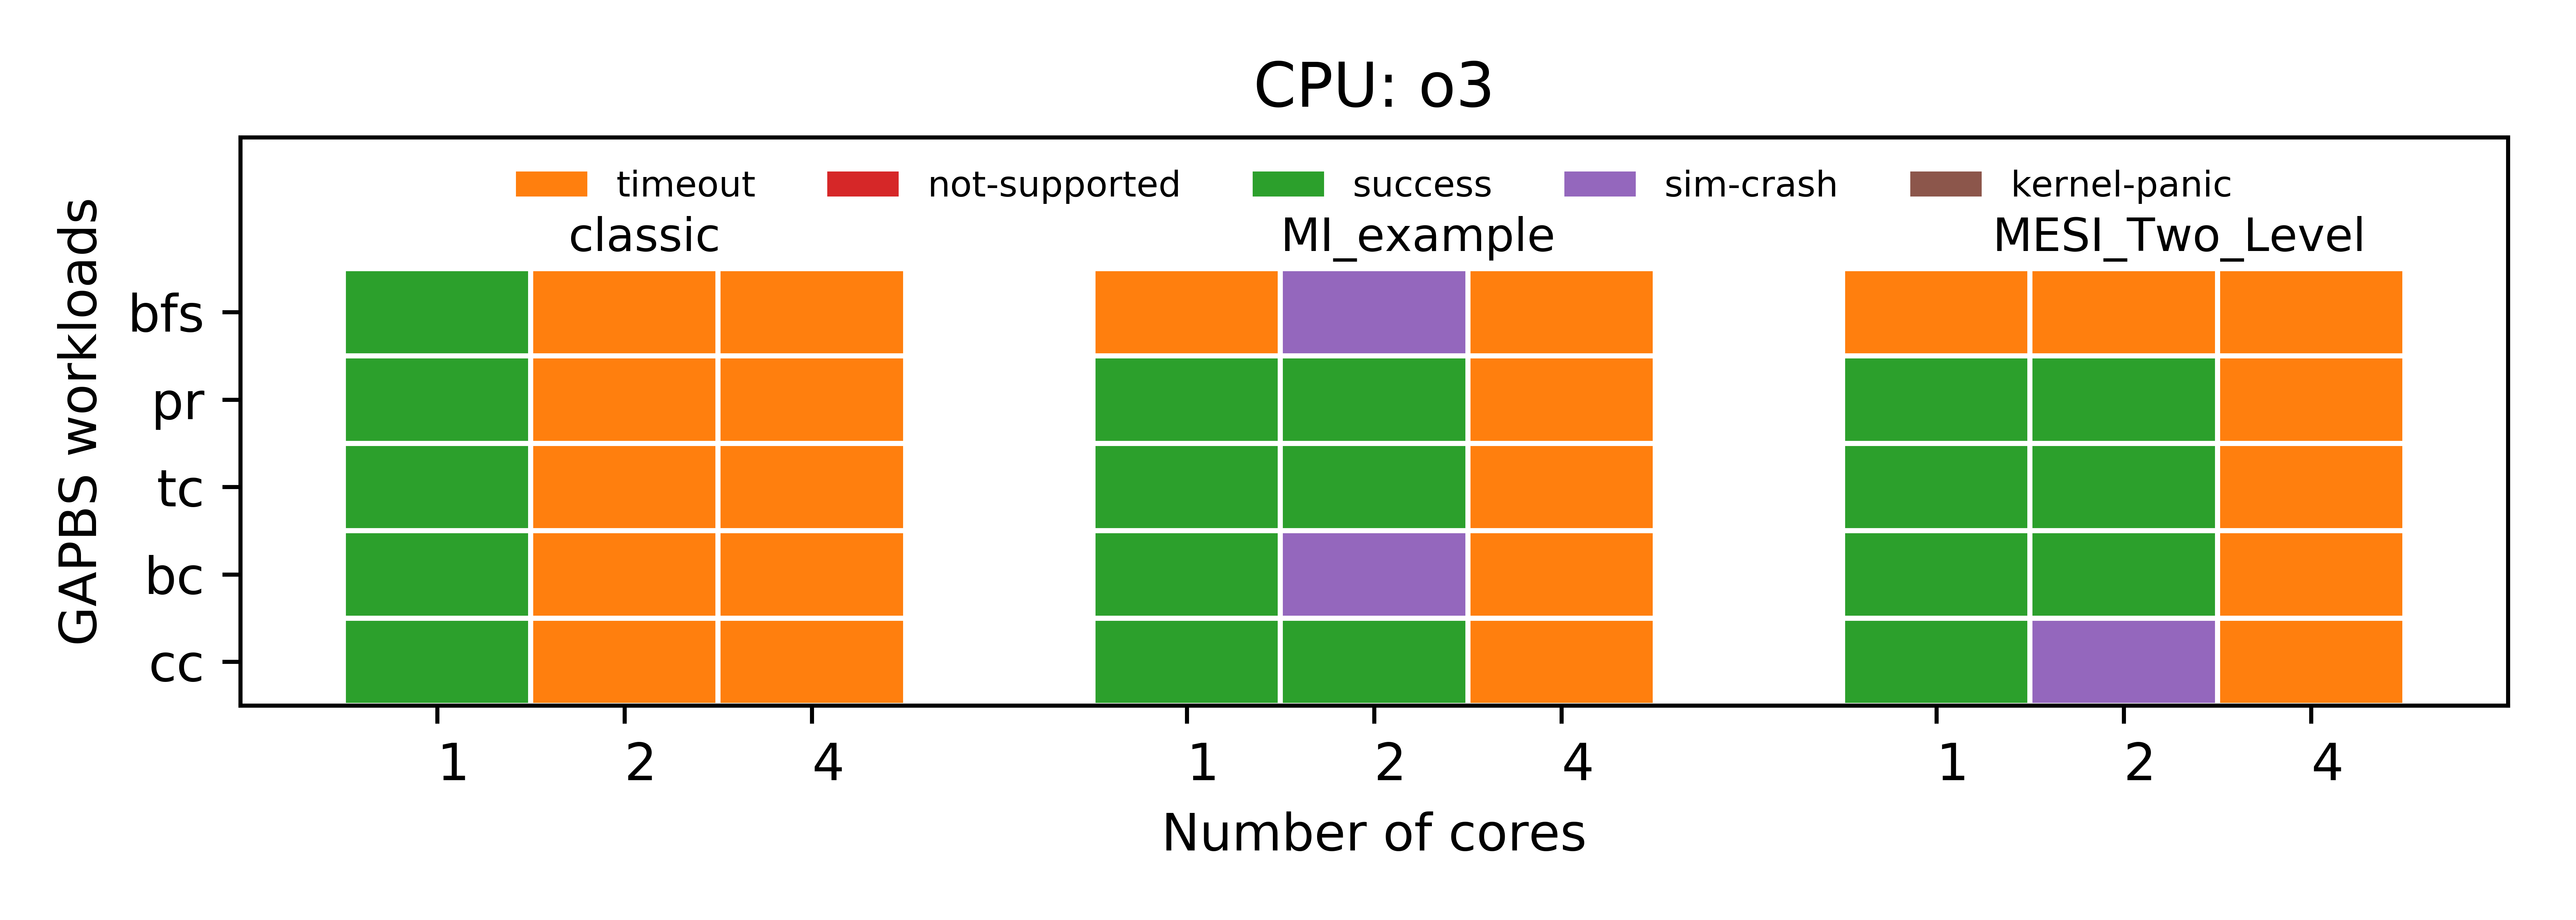 CPU: o3
timeout not-supported success sim-crash kernel-panic
classic MI_example MESI_Two_Level
GAPBS workloads
bfs
pr
tc
bc
cc
1 2 4 1 2 4 1 2 4
Number of cores